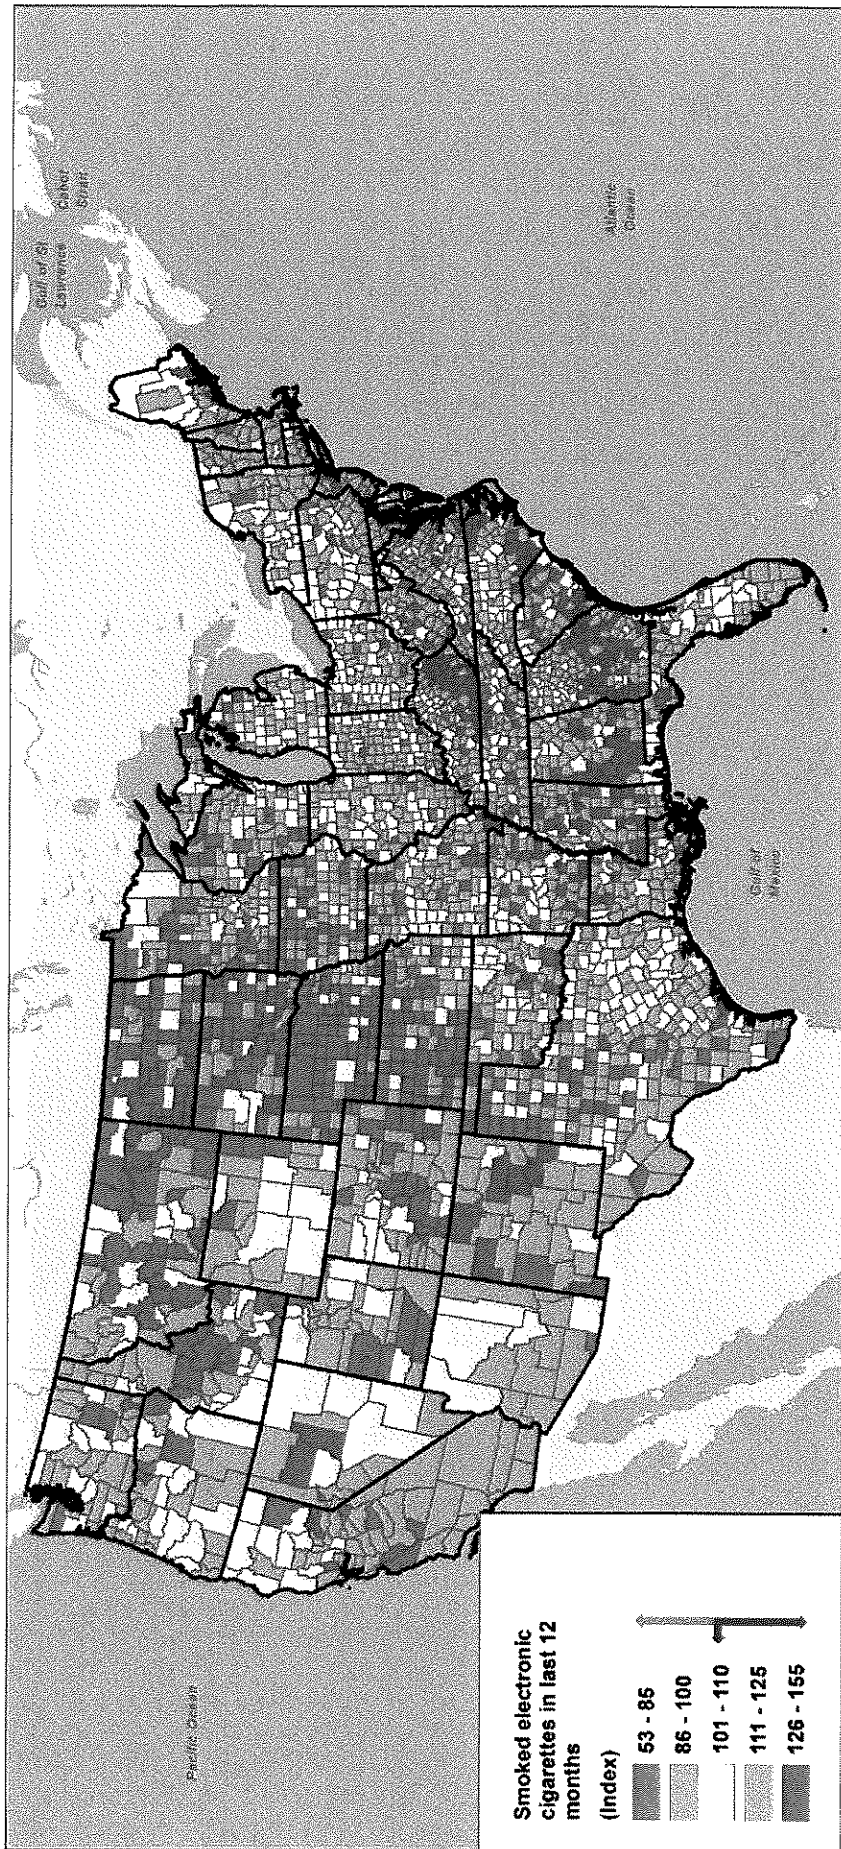 Smoked electronic
cigarettes in last 12
months
(Index)
53 - 85
86 - 100
101 - 110
111 - 125
126 - 155
Pacific Ocean
Gulf of St
Lawrence
Cabot
Strait
Atlantic
Ocean
Gulf of
Mexico